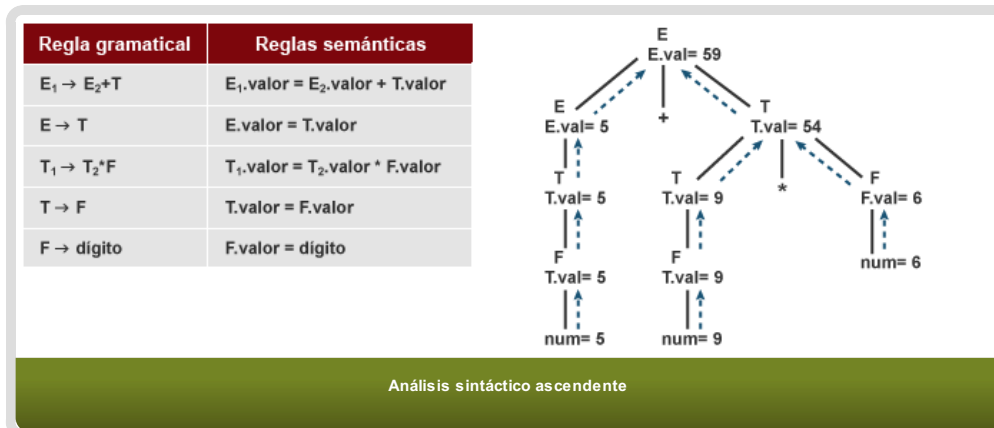 Regla gramatical Reglas semánticas
E₁ → E₂+T E₁.valor = E₂.valor + T.valor
E → T E.valor = T.valor
T₁ → T₂*F T₁.valor = T₂.valor * F.valor
T → F T.valor = F.valor
F → dígito F.valor = dígito
E
E.val= 59
E + T
E.val= 5 T.val= 54
T T * F
T.val= 5 T.val= 9 F.val= 6
F F num= 6
T.val= 5 T.val= 9
num= 5 num= 9
Análisis sintáctico ascendente